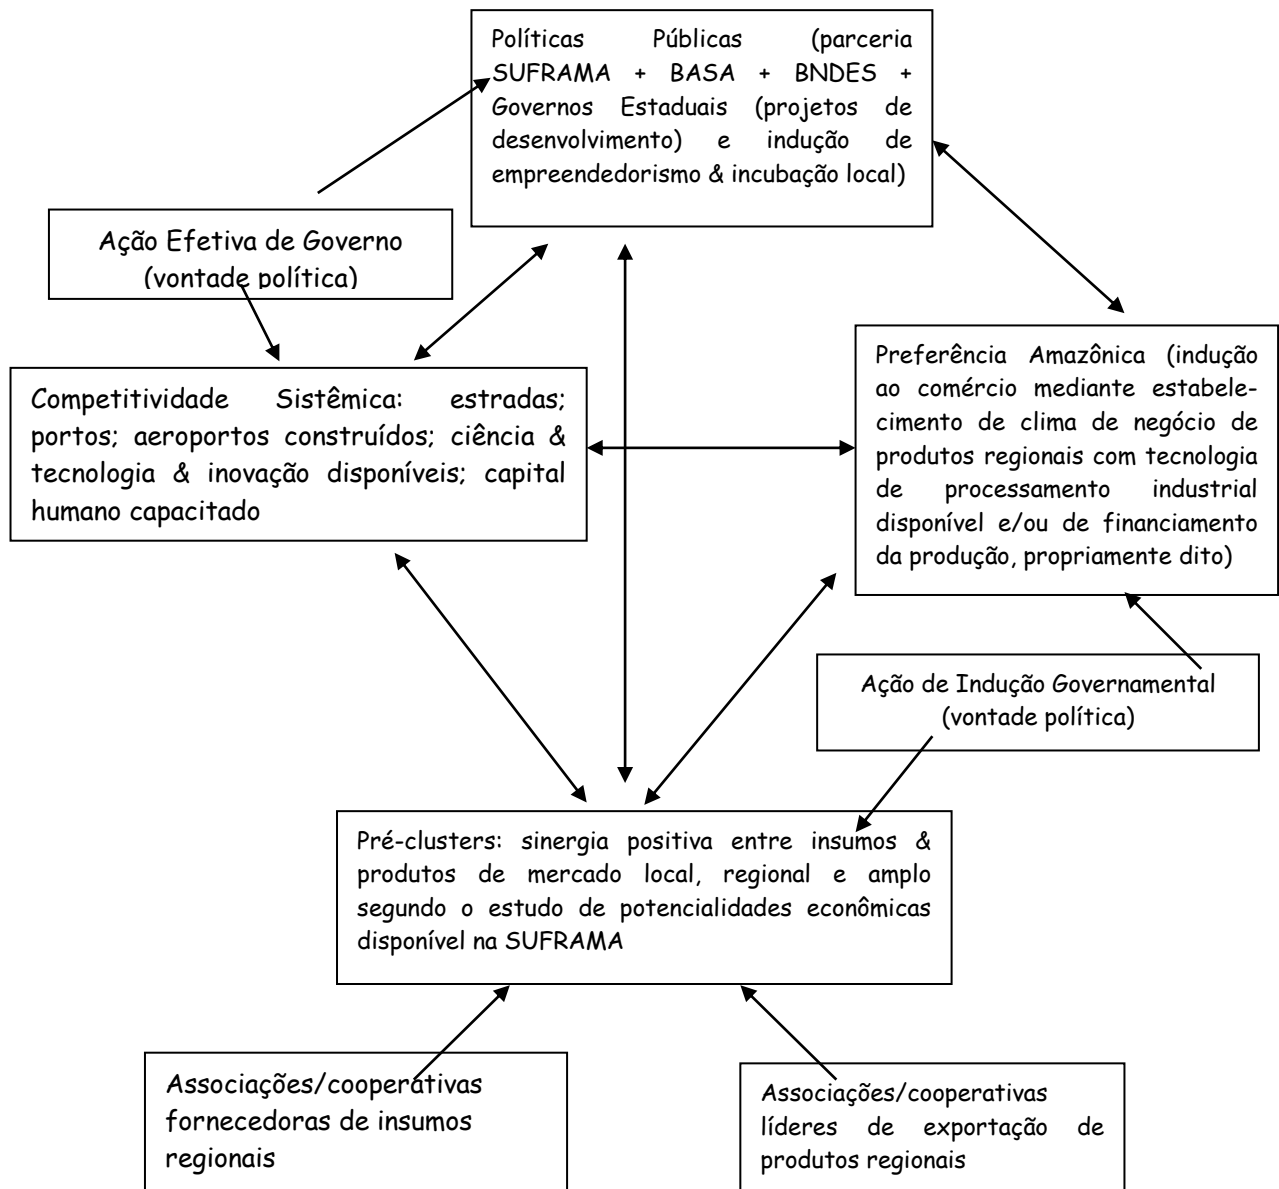 Políticas Públicas (parceria
SUFRAMA + BASA + BNDES +
Governos Estaduais (projetos de
desenvolvimento) e indução de
empreendedorismo & incubação local)
Ação Efetiva de Governo
(vontade política)
Competitividade Sistêmica: estradas;
portos; aeroportos construídos; ciência &
tecnologia & inovação disponíveis; capital
humano capacitado
Preferência Amazônica (indução
ao comércio mediante estabele-
cimento de clima de negócio de
produtos regionais com tecnologia
de processamento industrial
disponível e/ou de financiamento
da produção, propriamente dito)
Ação de Indução Governamental
(vontade política)
Pré-clusters: sinergia positiva entre insumos &
produtos de mercado local, regional e amplo
segundo o estudo de potencialidades econômicas
disponível na SUFRAMA
Associações/cooperativas
fornecedoras de insumos
regionais
Associações/cooperativas
líderes de exportação de
produtos regionais